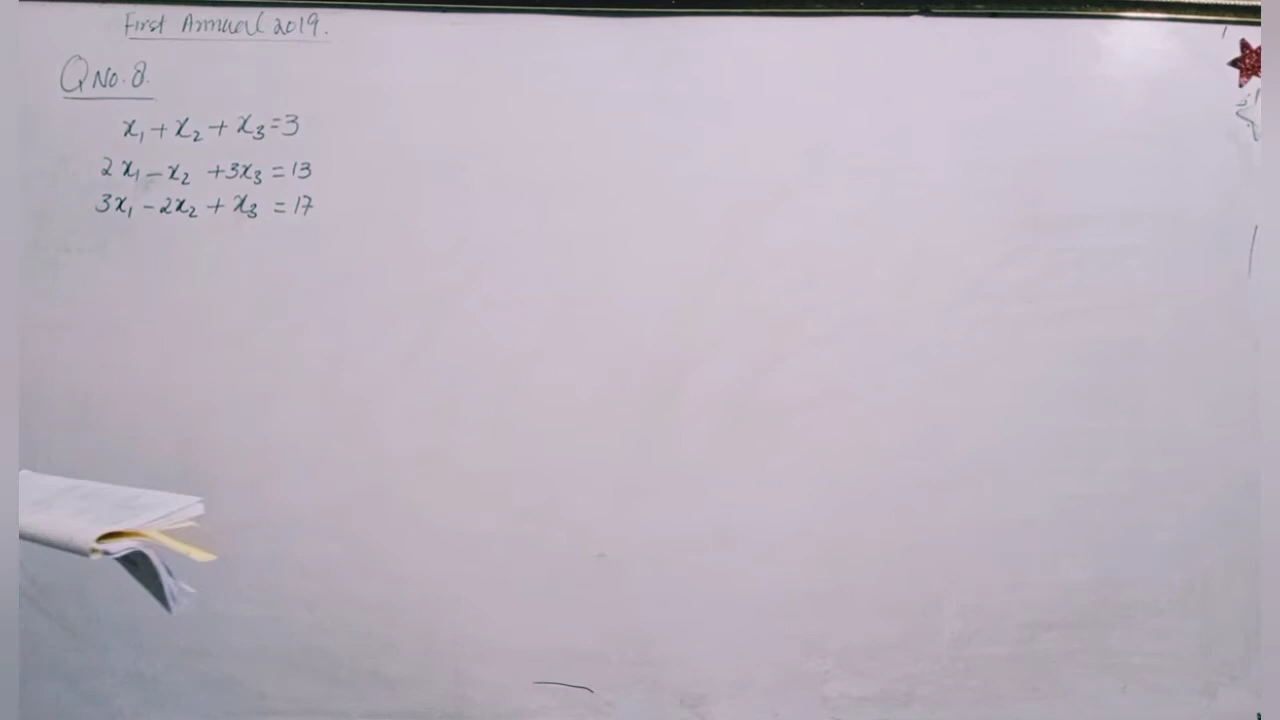 First Annual 2019.
Q No. 8.
x₁ + x₂ + x₃ = 3
2x₁ - x₂ + 3x₃ = 13
3x₁ - 2x₂ + x₃ = 17